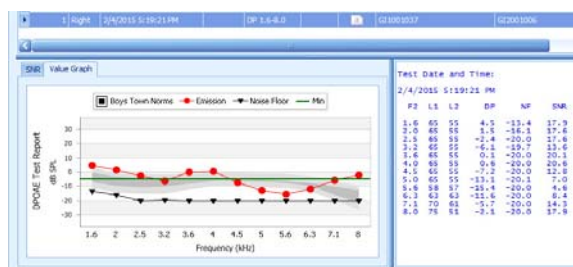 1 Right 2/4/2015 5:19:21 PM DP 1.6-8.0 GI1001037 GI2001006
SNR Value Graph
Boys Town Norms Emission Noise Floor Min
DPOAE Test Report
dB SPL
30
20
10
0
-10
-20
-30
1.6 2 2.5 3.2 3.6 4 4.5 5 5.6 6.3 7.1 8
Frequency (kHz)
Test Date and Time:
2/4/2015 5:19:21 PM
F2 L1 L2 DP NF SNR
1.6 65 55 4.5 -13.4 17.9
2.0 65 55 1.5 -16.1 17.6
2.5 65 55 -2.4 -20.0 17.6
3.2 65 55 -6.1 -19.7 13.6
3.6 65 55 0.1 -20.0 20.1
4.0 65 55 0.6 -20.0 20.6
4.5 65 55 -7.2 -20.0 12.8
5.0 65 55 -13.1 -20.1 7.0
5.6 58 57 -15.4 -20.0 4.6
6.3 63 63 -11.6 -20.0 8.4
7.1 70 61 -5.7 -20.0 14.3
8.0 75 51 -2.1 -20.0 17.9